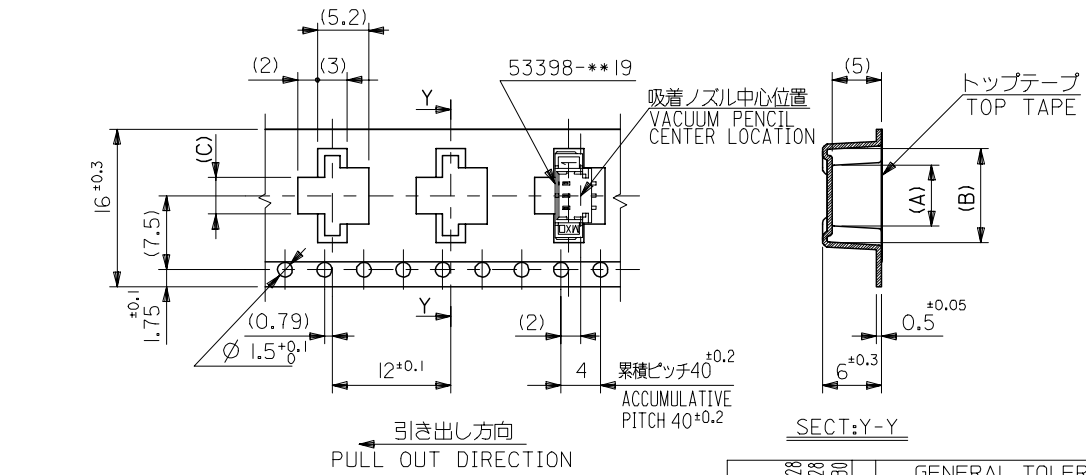 (5.2)
(2) (3)
53398-**19
(5)
トップテープ
TOP TAPE
吸着ノズル中心位置
VACUUM PENCIL
CENTER LOCATION
Y
(C)
16±0.3
(7.5)
1.75±0.1
(A)
(B)
MXJ
(0.79)
Ø 1.5+0.1 0
Y
(2)
12±0.1
4
累積ピッチ40±0.2
ACCUMULATIVE
PITCH 40±0.2
0.5±0.05
6±0.3
引き出し方向
PULL OUT DIRECTION
SECT:Y-Y
28
28
30
GENERAL TOLER